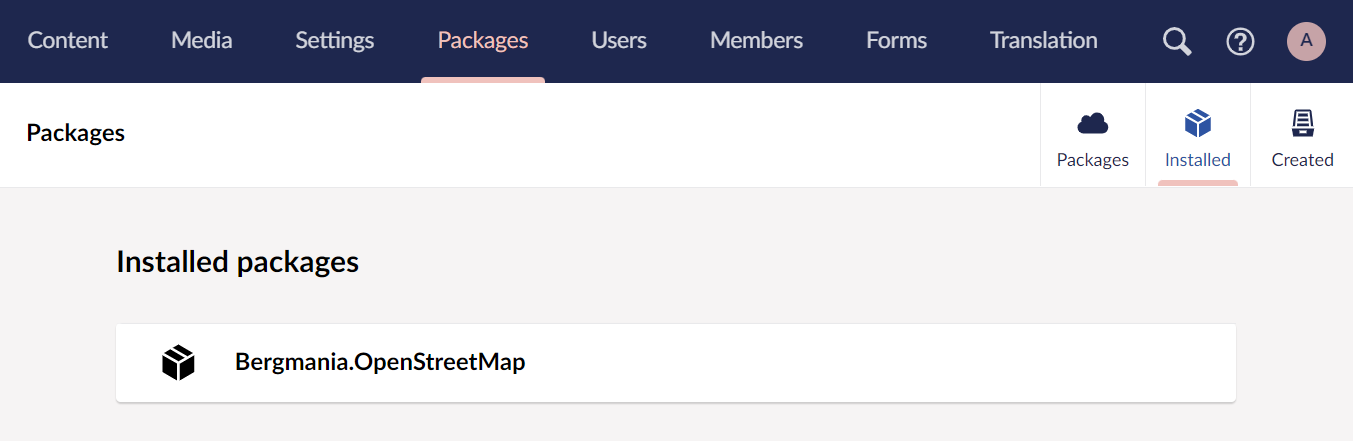 Content Media Settings Packages Users Members Forms Translation A
Packages
Packages Installed Created
Installed packages
Bergmania.OpenStreetMap